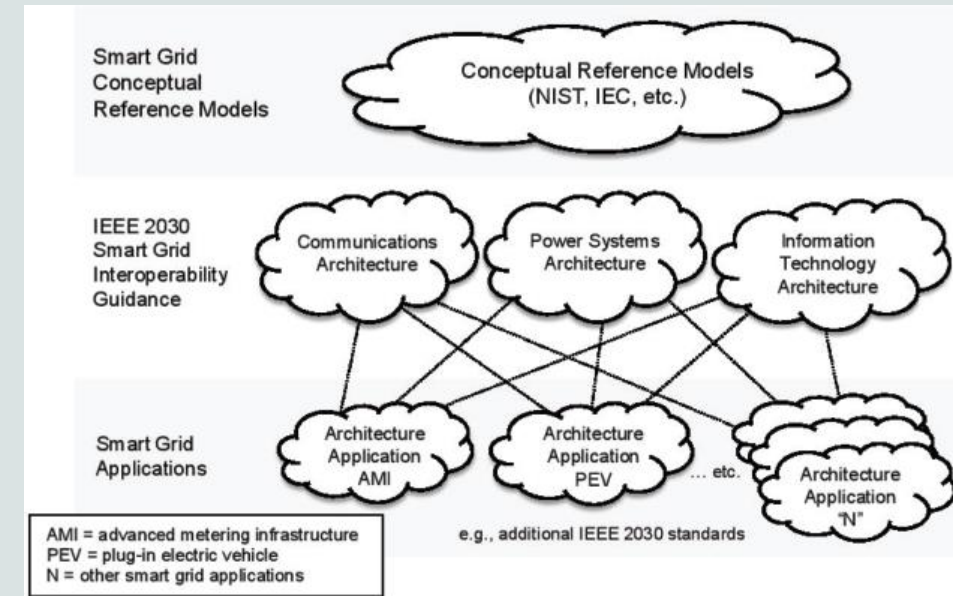 Smart Grid
Conceptual
Reference Models
Conceptual Reference Models
(NIST, IEC, etc.)
IEEE 2030
Smart Grid
Interoperability
Guidance
Communications
Architecture
Power Systems
Architecture
Information
Technology
Architecture
Smart Grid
Applications
Architecture
Application
AMI
Architecture
Application
PEV
... etc.
Architecture
Application
"N"
AMI = advanced metering infrastructure
PEV = plug-in electric vehicle
N = other smart grid applications
e.g., additional IEEE 2030 standards